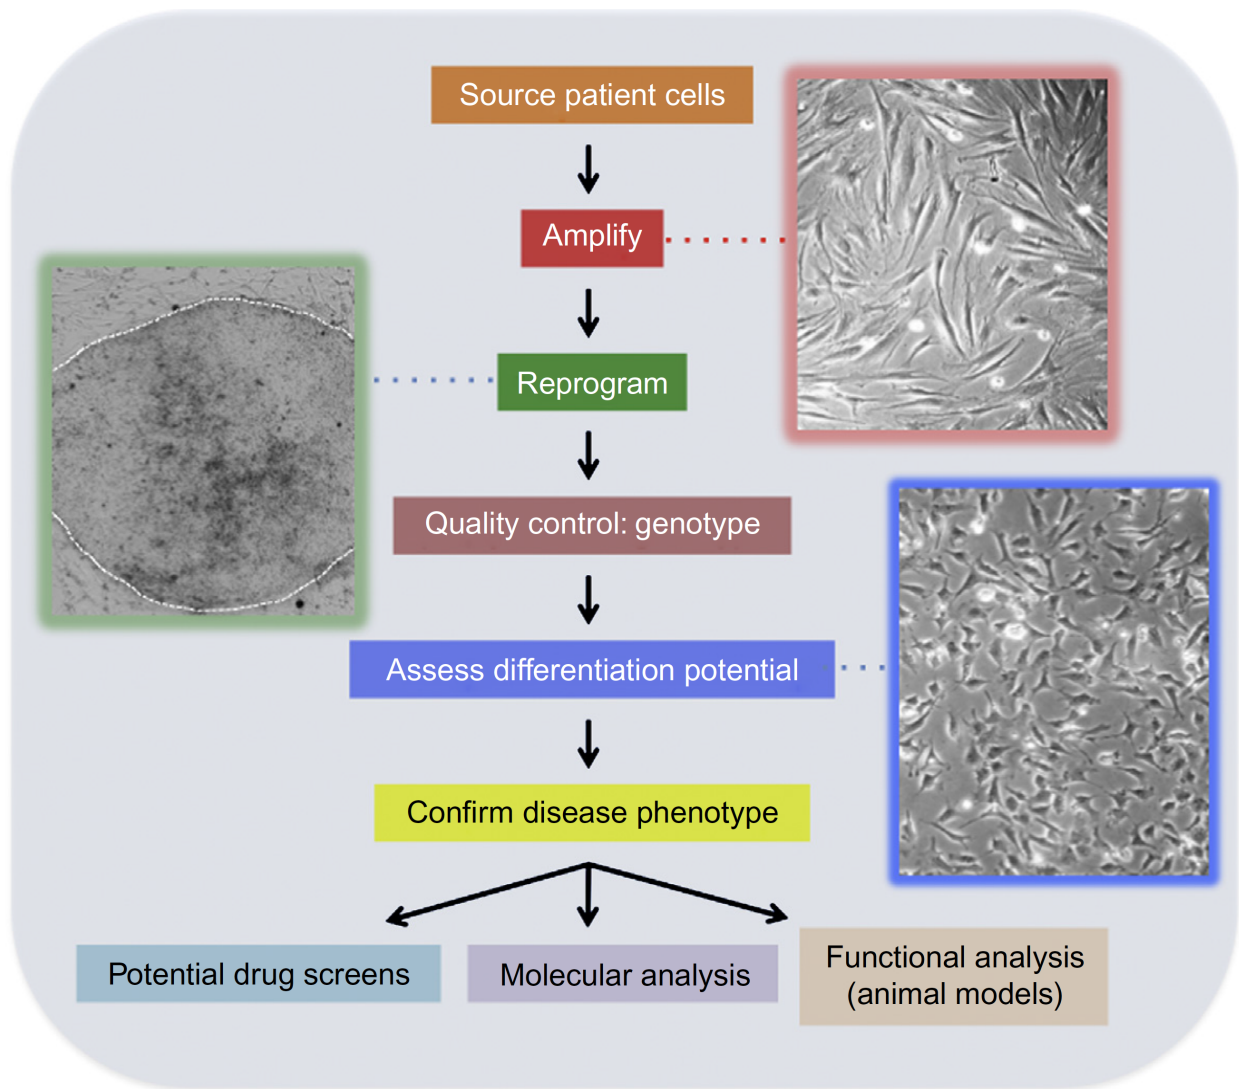 Source patient cells
Amplify
Reprogram
Quality control: genotype
Assess differentiation potential
Confirm disease phenotype
Potential drug screens
Molecular analysis
Functional analysis
(animal models)